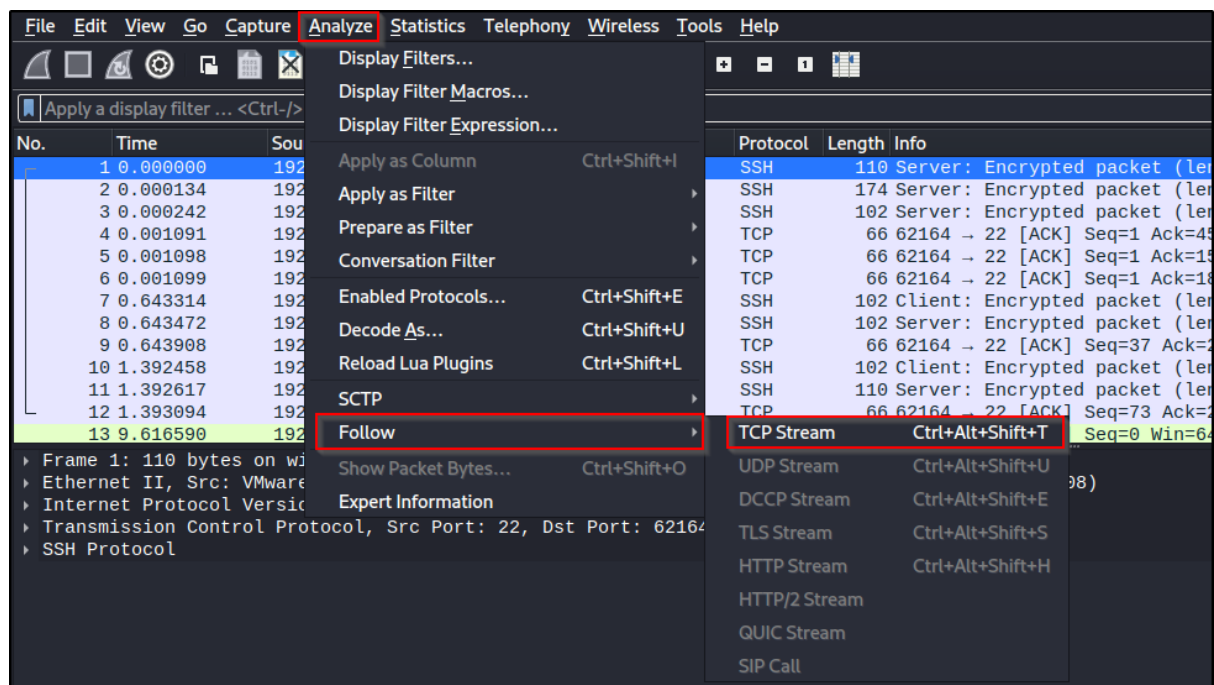 File Edit View Go Capture Analyze Statistics Telephony Wireless Tools Help
Apply a display filter … <Ctrl-/>
No. Time Sou Protocol Length Info
1 0.000000 192 SSH 110 Server: Encrypted packet (len
2 0.000134 192 SSH 174 Server: Encrypted packet (len
3 0.000242 192 SSH 102 Server: Encrypted packet (len
4 0.001091 192 TCP 66 62164 → 22 [ACK] Seq=1 Ack=45
5 0.001098 192 TCP 66 62164 → 22 [ACK] Seq=1 Ack=15
6 0.001099 192 TCP 66 62164 → 22 [ACK] Seq=1 Ack=18
7 0.643314 192 SSH 102 Client: Encrypted packet (len
8 0.643472 192 SSH 102 Server: Encrypted packet (len
9 0.643908 192 TCP 66 62164 → 22 [ACK] Seq=37 Ack=2
10 1.392458 192 SSH 102 Client: Encrypted packet (len
11 1.392617 192 SSH 110 Server: Encrypted packet (len
12 1.393094 192 TCP 66 62164 → 22 [ACK] Seq=73 Ack=2
13 9.616590 192 Seq=0 Win=64
Display Filters…
Display Filter Macros…
Display Filter Expression…
Apply as Column Ctrl+Shift+I
Apply as Filter
Prepare as Filter
Conversation Filter
Enabled Protocols… Ctrl+Shift+E
Decode As… Ctrl+Shift+U
Reload Lua Plugins Ctrl+Shift+L
SCTP
Follow
Show Packet Bytes… Ctrl+Shift+O
Expert Information
TCP Stream Ctrl+Alt+Shift+T
UDP Stream Ctrl+Alt+Shift+U
DCCP Stream Ctrl+Alt+Shift+E
TLS Stream Ctrl+Alt+Shift+S
HTTP Stream Ctrl+Alt+Shift+H
HTTP/2 Stream
QUIC Stream
SIP Call
Frame 1: 110 bytes on wi
Ethernet II, Src: VMware 08)
Internet Protocol Versio
Transmission Control Protocol, Src Port: 22, Dst Port: 62164
SSH Protocol